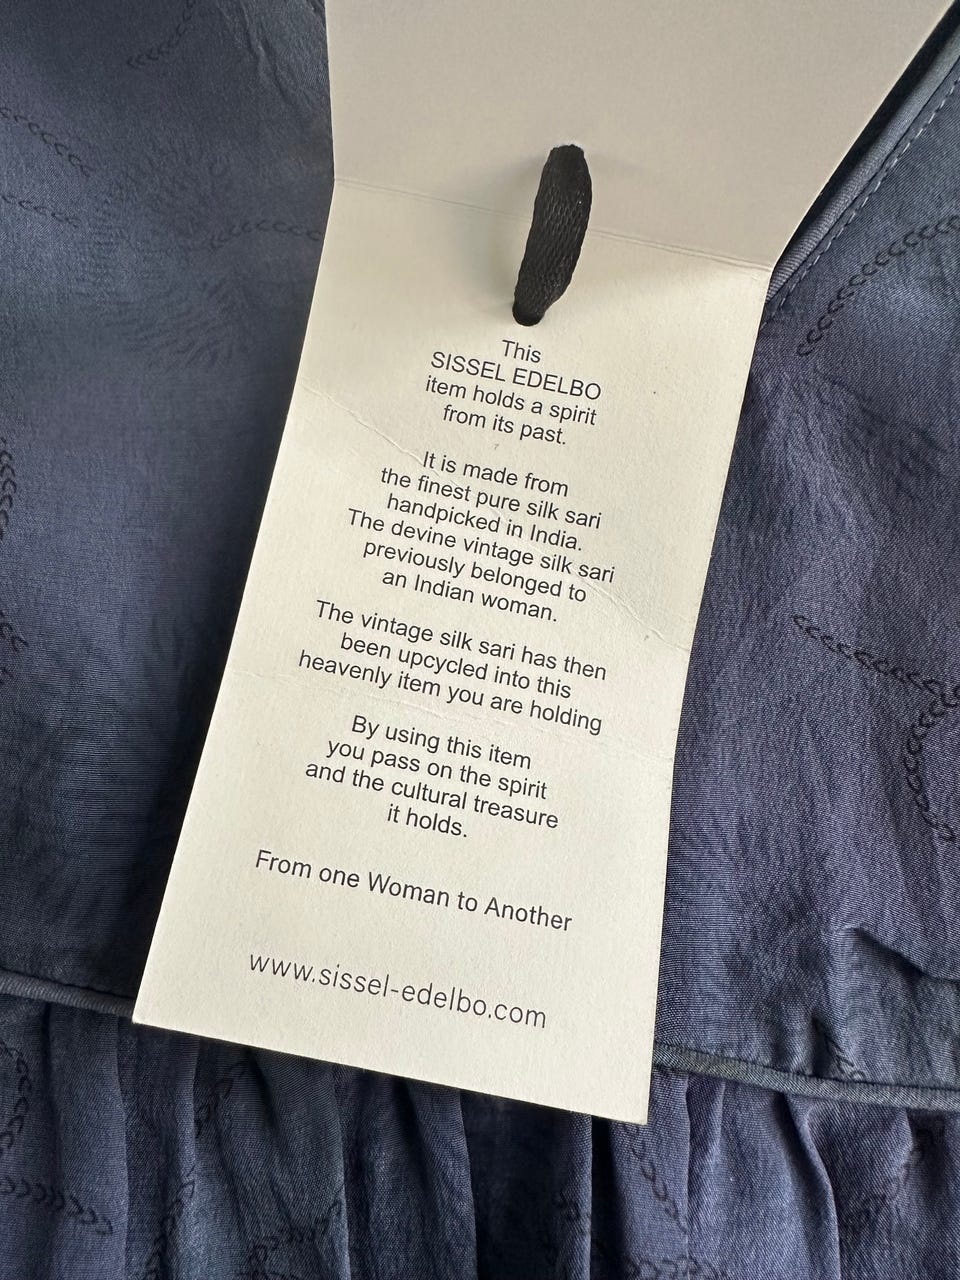 This
SISSEL EDELBO
item holds a spirit
from its past.
It is made from
the finest pure silk sari
handpicked in India.
The devine vintage silk sari
previously belonged to
an Indian woman.
The vintage silk sari has then
been upcycled into this
heavenly item you are holding
By using this item
you pass on the spirit
and the cultural treasure
it holds.
From one Woman to Another
www.sissel-edelbo.com